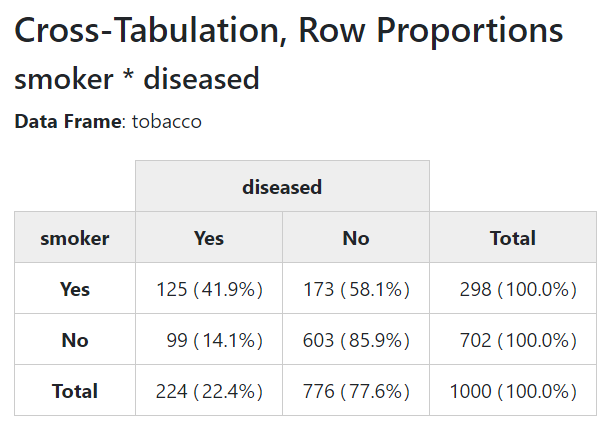 Cross-Tabulation, Row Proportions
smoker * diseased
Data Frame: tobacco
diseased
smoker Yes No Total
Yes 125 (41.9%) 173 (58.1%) 298 (100.0%)
No 99 (14.1%) 603 (85.9%) 702 (100.0%)
Total 224 (22.4%) 776 (77.6%) 1000 (100.0%)